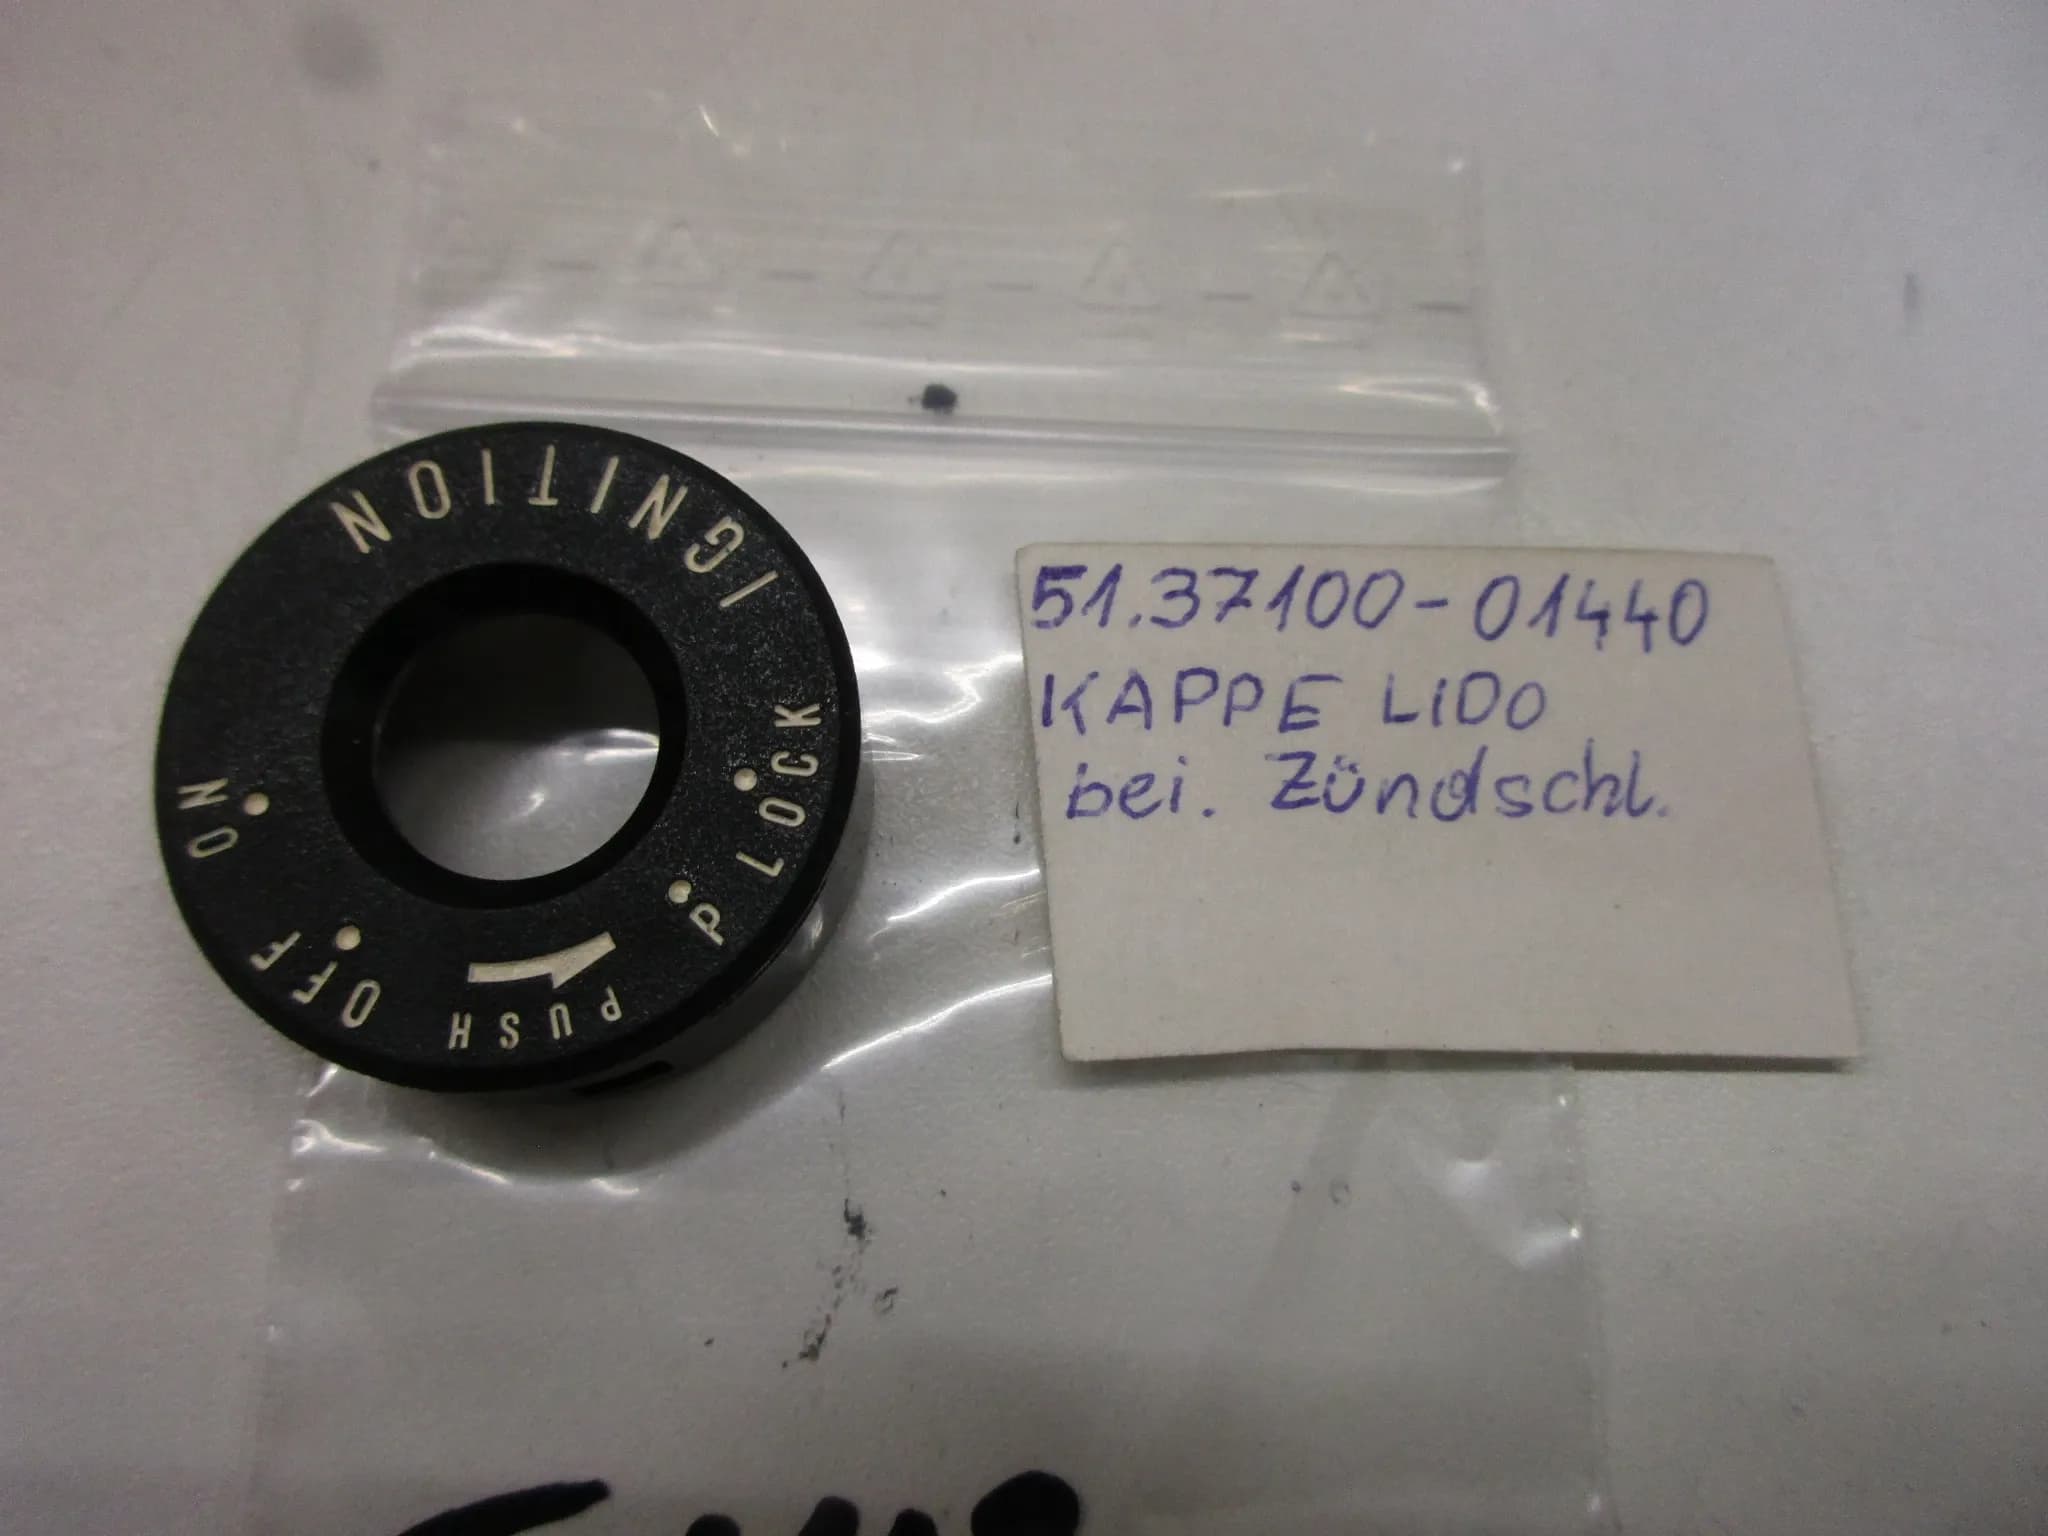 IGNITION
ON
OFF
PUSH
P
LOCK
51.37100-01440
KAPPE LIDO
bei. Zündschl.